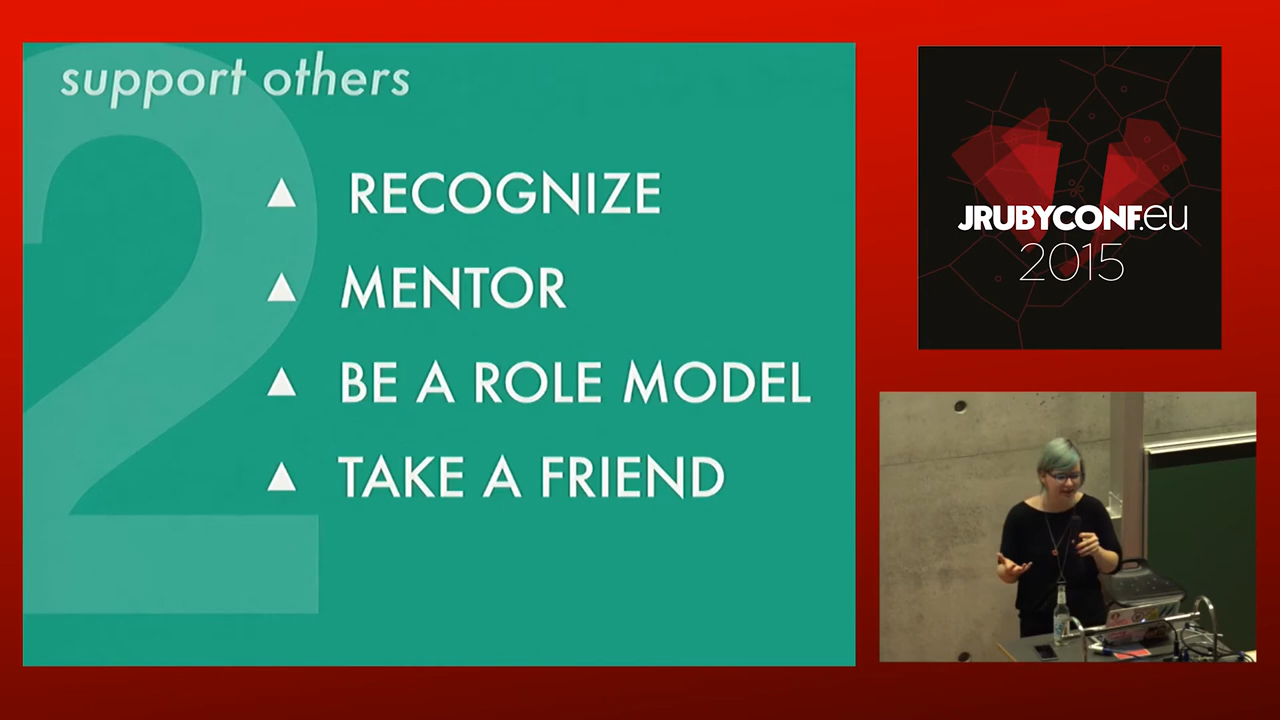 2
support others
▲ RECOGNIZE
▲ MENTOR
▲ BE A ROLE MODEL
▲ TAKE A FRIEND
JRUBYCONF.eu
2015